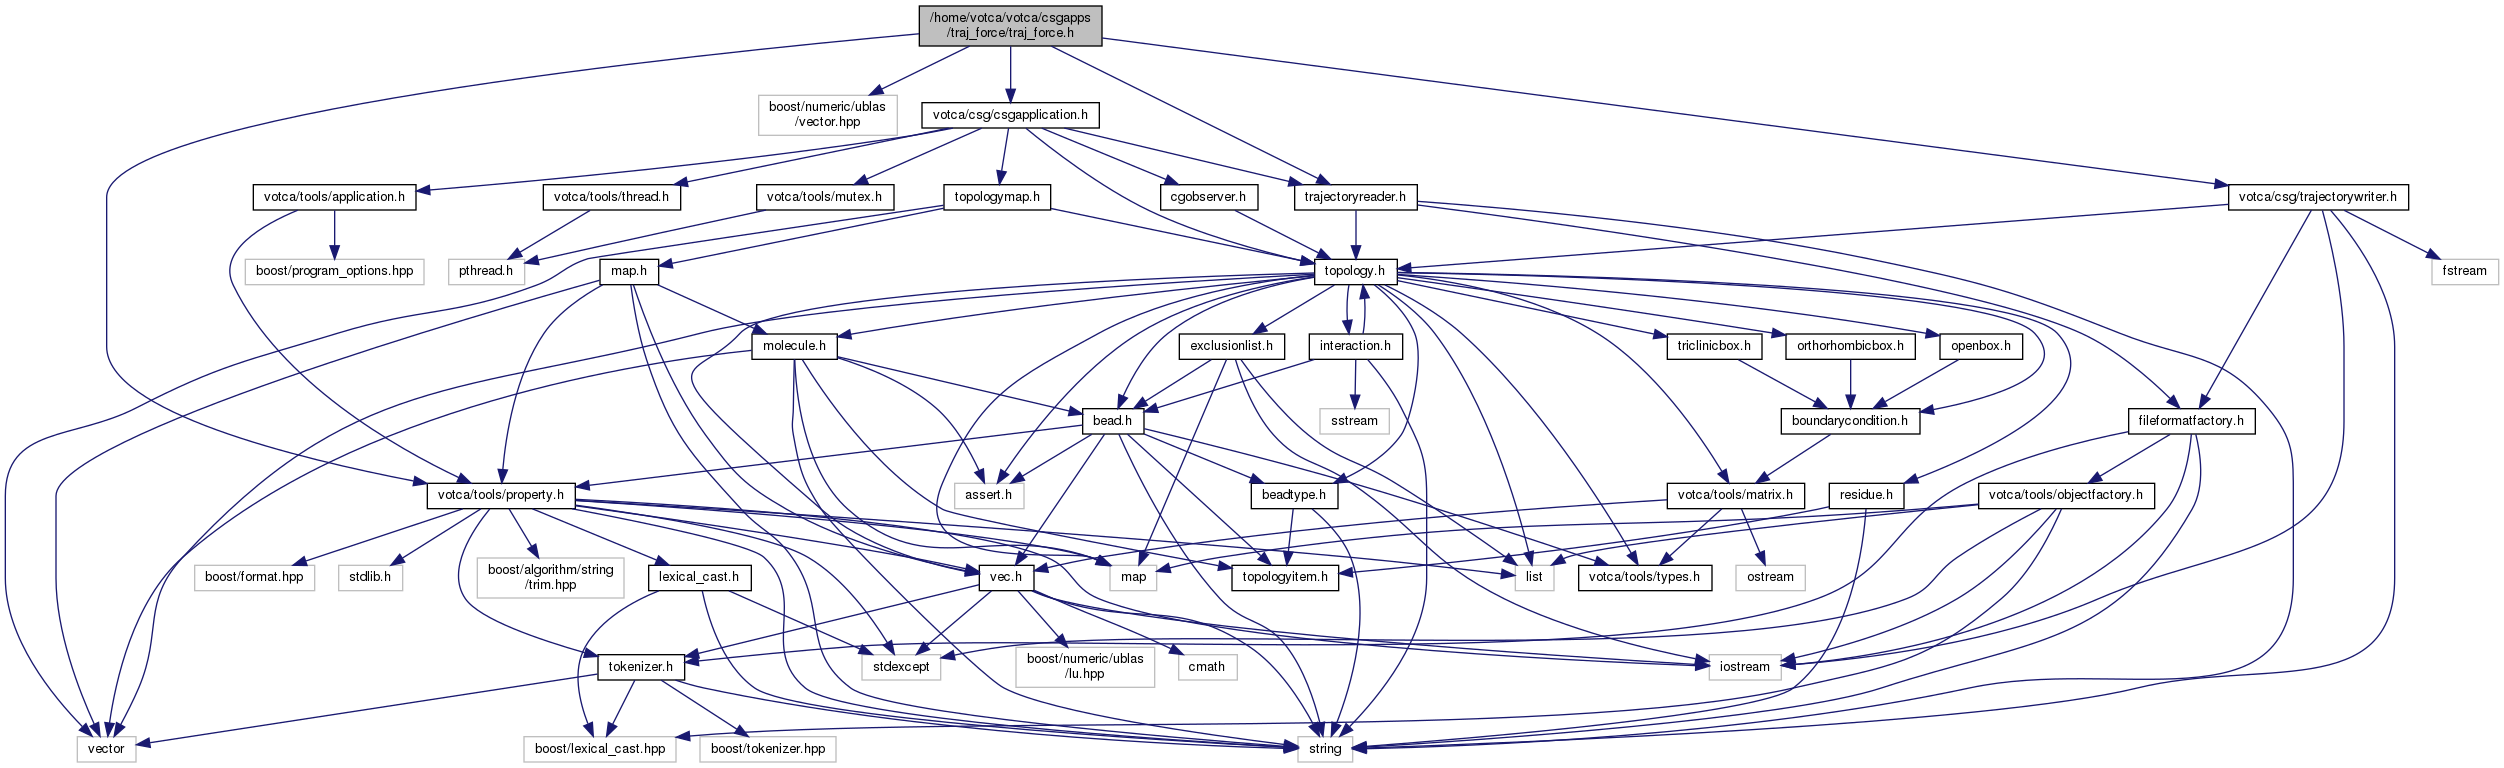 /home/votca/votca/csgapps
/traj_force/traj_force.h
boost/numeric/ublas
/vector.hpp
votca/csg/csgapplication.h
votca/tools/application.h
votca/tools/thread.h
votca/tools/mutex.h
topologymap.h
cgobserver.h
trajectoryreader.h
votca/csg/trajectorywriter.h
boost/program_options.hpp
pthread.h
map.h
topology.h
fstream
molecule.h
exclusionlist.h
interaction.h
triclinicbox.h
orthorhombicbox.h
openbox.h
bead.h
sstream
boundarycondition.h
fileformatfactory.h
votca/tools/property.h
assert.h
beadtype.h
votca/tools/matrix.h
residue.h
votca/tools/objectfactory.h
boost/format.hpp
stdlib.h
boost/algorithm/string
/trim.hpp
lexical_cast.h
vec.h
map
topologyitem.h
list
votca/tools/types.h
ostream
tokenizer.h
stdexcept
boost/numeric/ublas
/lu.hpp
cmath
iostream
vector
boost/lexical_cast.hpp
boost/tokenizer.hpp
string